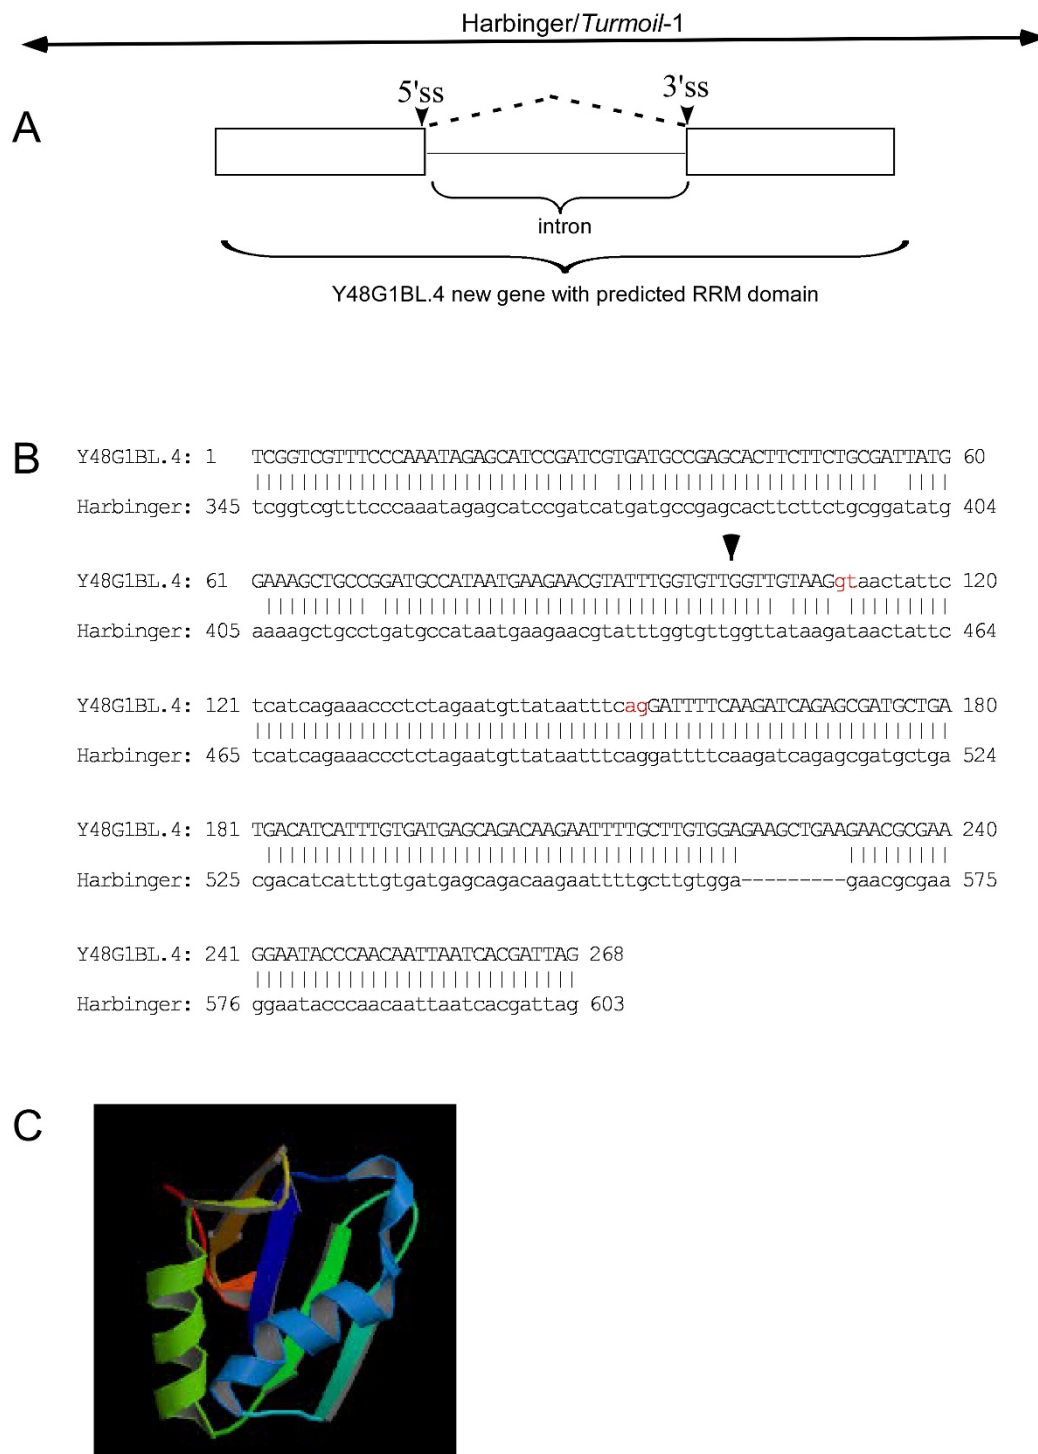 Harbinger/Turmoil-1
A
5'ss
3'ss
intron
Y48G1BL.4 new gene with predicted RRM domain
B
Y48G1BL.4: 1 TCGGTCGTTTCCCAAATAGAGCATCCGATCGTGATGCCGAGCACTTCTTCTGCGATTATG 60
Harbinger: 345 tcggtcgtttcccaaatagagcatccgatcatgatgccgagcacttcttctgcggatatg 404
Y48G1BL.4: 61 GAAAGCTGCCGGATGCCATAATGAAGAACGTATTTGGTGTTGGTTGTAAGgtaactattc 120
Harbinger: 405 aaaagctgcctgatgccataatgaagaacgtatttggtgttggttataagataactattc 464
Y48G1BL.4: 121 tcatcagaaaccctctagaatgttataatttcagGATTTTCAAGATCAGAGCGATGCTGA 180
Harbinger: 465 tcatcagaaaccctctagaatgttataatttcaggattttcaagatcagagcgatgctga 524
Y48G1BL.4: 181 TGACATCATTTGTGATGAGCAGACAAGAATTTTGCTTGTGGAGAAGCTGAAGAACGCGAA 240
Harbinger: 525 cgacatcatttgtgatgagcagacaagaattttgcttgtgga---------gaacgcgaa 575
Y48G1BL.4: 241 GGAATACCCAACAATTAATCACGATTAG 268
Harbinger: 576 ggaatacccaacaattaatcacgattag 603
C